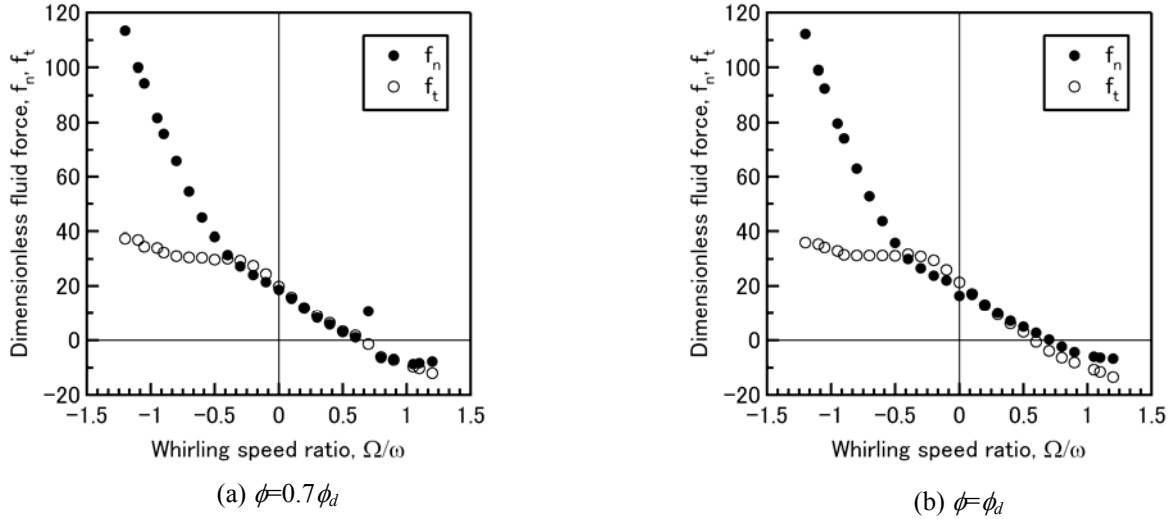 120
100
80
60
40
20
0
−20
Dimensionless fluid force, fn, ft
fn
ft
−1.5 −1 −0.5 0 0.5 1 1.5
Whirling speed ratio, Ω/ω
(a) ϕ=0.7ϕd
120
100
80
60
40
20
0
−20
Dimensionless fluid force, fn, ft
fn
ft
−1.5 −1 −0.5 0 0.5 1 1.5
Whirling speed ratio, Ω/ω
(b) ϕ=ϕd